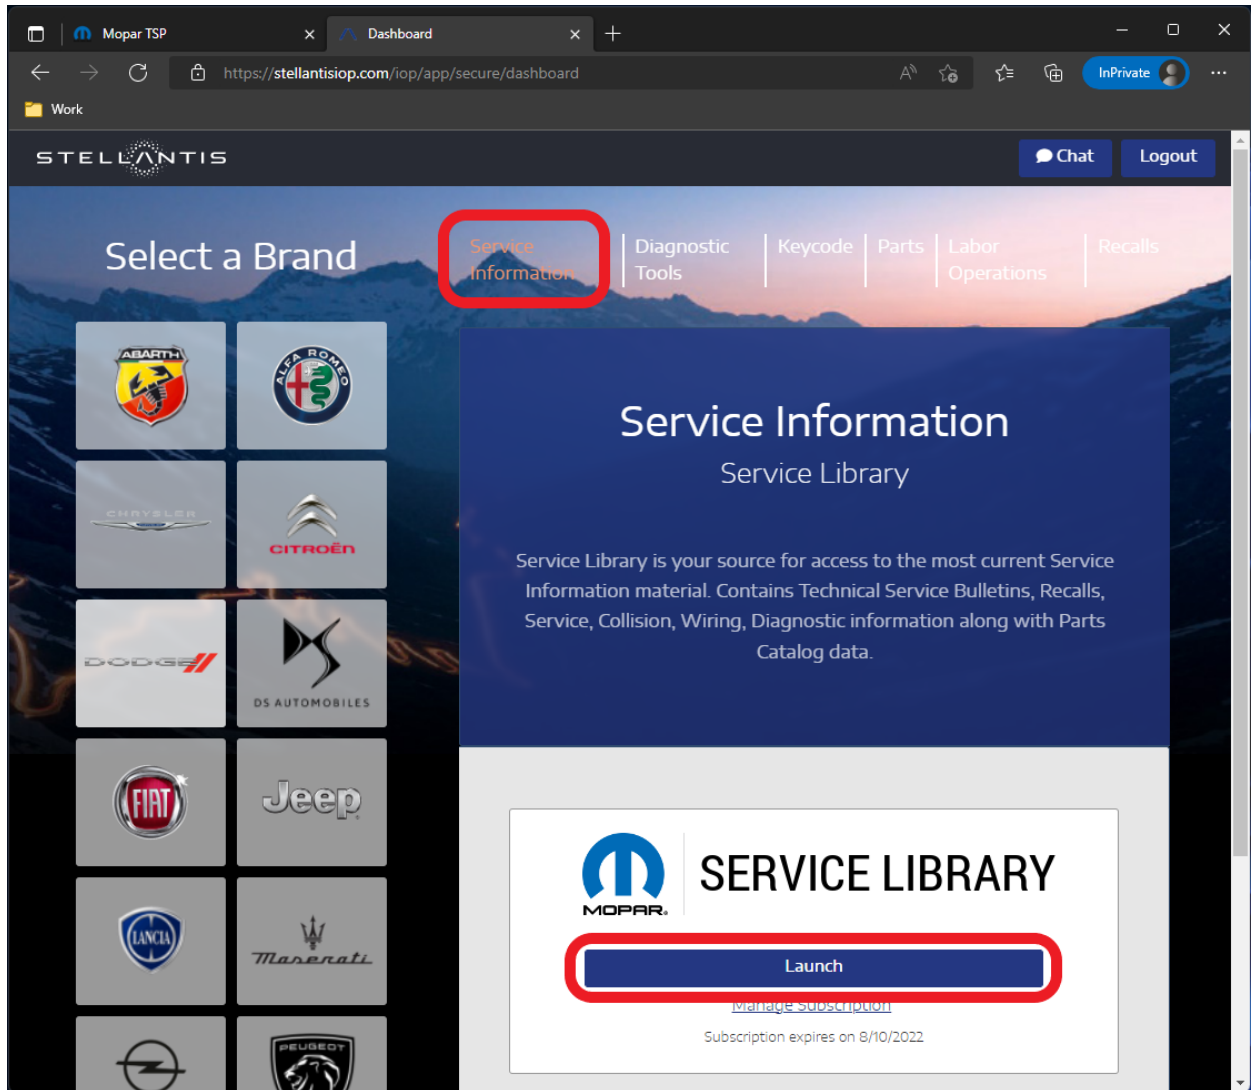 Mopar TSP
Dashboard
https://stellantisiop.com/iop/app/secure/dashboard
InPrivate
Work
STELLANTIS
Chat
Logout
Select a Brand
Service
Information
Diagnostic
Tools
Keycode
Parts
Labor
Operations
Recalls
ABARTH
ALFA ROMEO
CHRYSLER
CITROËN
DODGE
DS AUTOMOBILES
FIAT
Jeep
LANCIA
Maserati
PEUGEOT
Service Information
Service Library
Service Library is your source for access to the most current Service
Information material. Contains Technical Service Bulletins, Recalls,
Service, Collision, Wiring, Diagnostic information along with Parts
Catalog data.
MOPAR.
SERVICE LIBRARY
Launch
Manage Subscription
Subscription expires on 8/10/2022